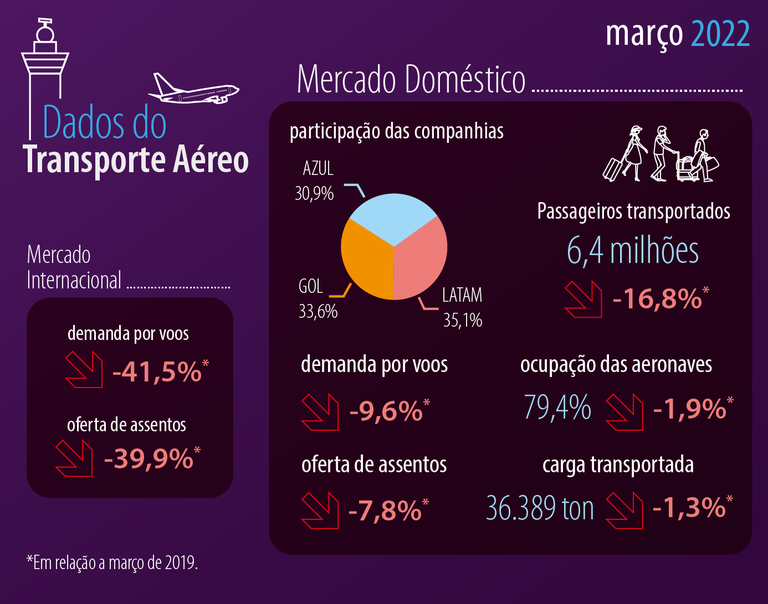 março 2022
Dados do
Transporte Aéreo
Mercado Doméstico
participação das companhias
AZUL
30,9%
GOL
33,6%
LATAM
35,1%
Passageiros transportados
6,4 milhões
-16,8%*
demanda por voos
-9,6%*
ocupação das aeronaves
79,4% -1,9%*
oferta de assentos
-7,8%*
carga transportada
36.389 ton -1,3%*
Mercado
Internacional
demanda por voos
-41,5%*
oferta de assentos
-39,9%*
*Em relação a março de 2019.